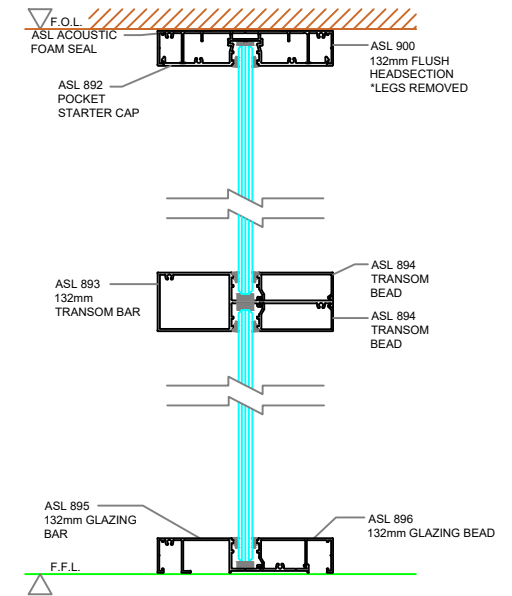 F.O.L.
ASL ACOUSTIC
FOAM SEAL
ASL 900
132mm FLUSH
HEADSECTION
*LEGS REMOVED
ASL 892
POCKET
STARTER CAP
ASL 893
132mm
TRANSOM BAR
ASL 894
TRANSOM
BEAD
ASL 894
TRANSOM
BEAD
ASL 895
132mm GLAZING
BAR
ASL 896
132mm GLAZING BEAD
F.F.L.